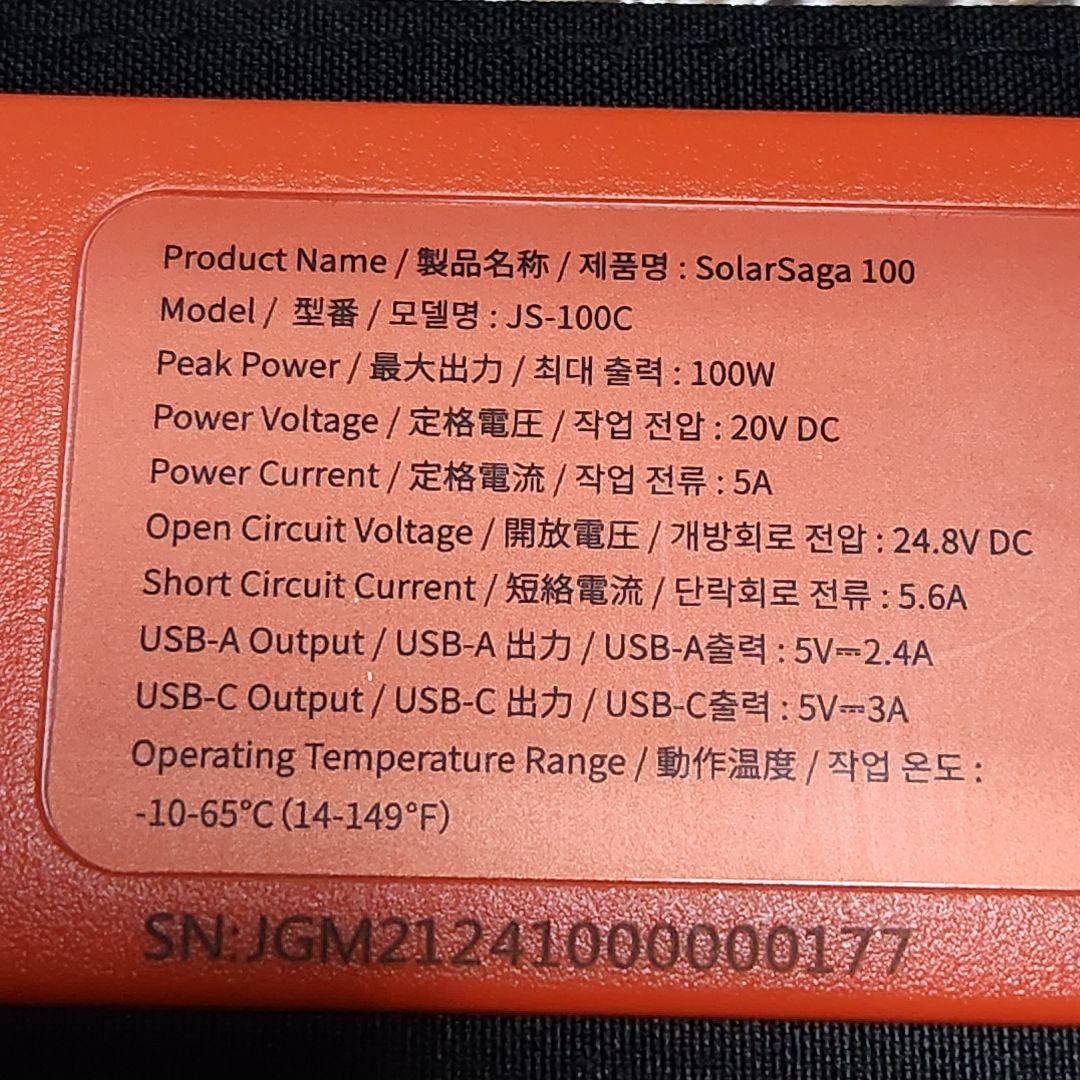 Product Name / 製品名称 / 제품명 : SolarSaga 100
Model / 型番 / 모델명 : JS-100C
Peak Power / 最大出力 / 최대 출력 : 100W
Power Voltage / 定格電圧 / 작업 전압 : 20V DC
Power Current / 定格電流 / 작업 전류 : 5A
Open Circuit Voltage / 開放電圧 / 개방회로 전압 : 24.8V DC
Short Circuit Current / 短絡電流 / 단락회로 전류 : 5.6A
USB-A Output / USB-A 出力 / USB-A출력 : 5V⎓2.4A
USB-C Output / USB-C 出力 / USB-C출력 : 5V⎓3A
Operating Temperature Range / 動作温度 / 작업 온도 :
-10-65°C (14-149°F)
SN:JGM21241000000177